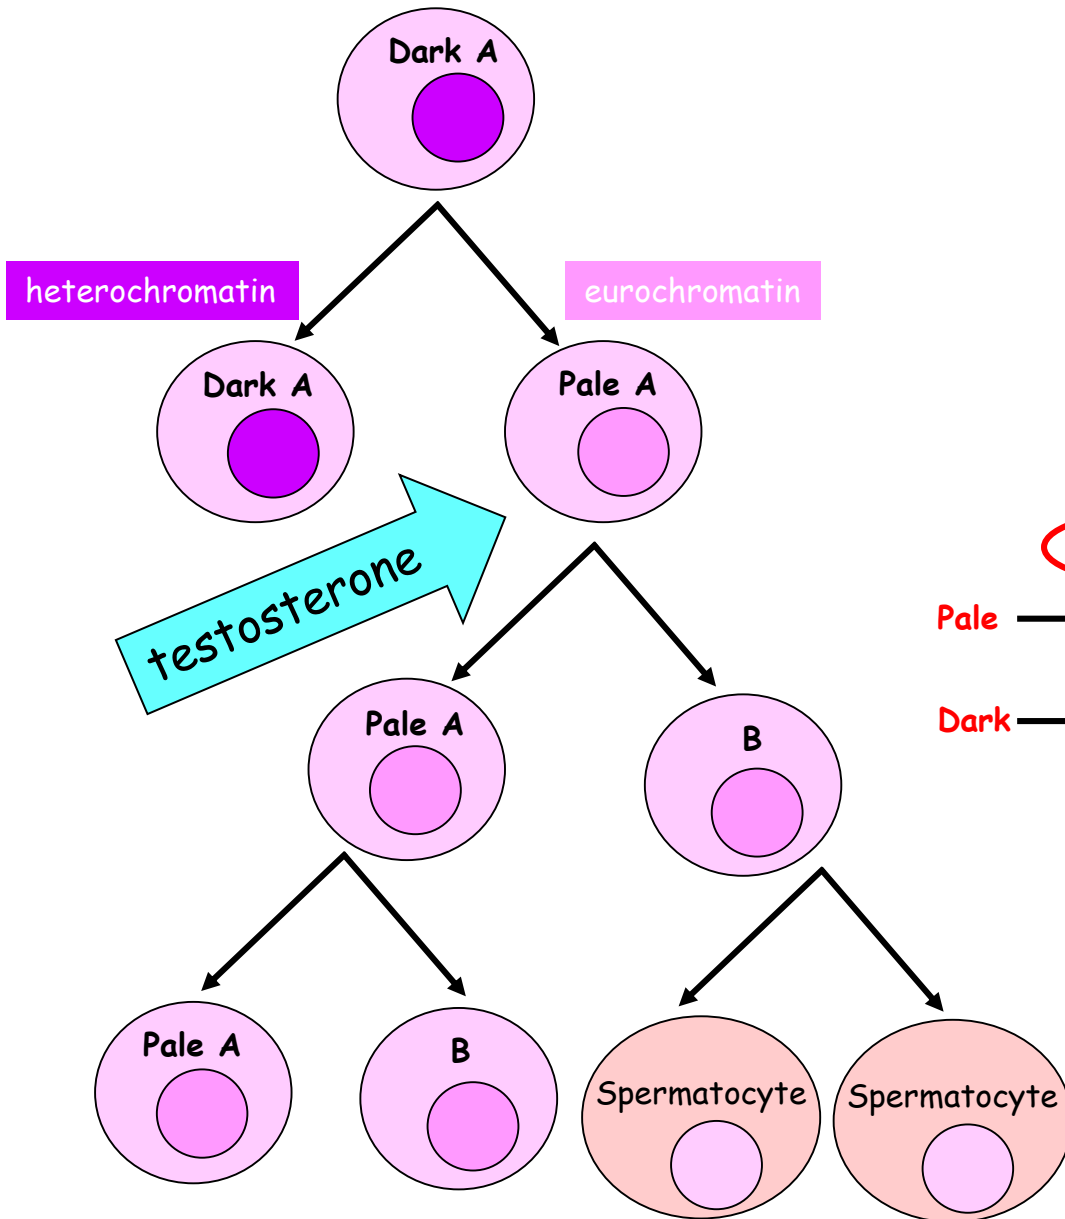 Dark A
heterochromatin
eurochromatin
Dark A
Pale A
testosterone
Pale
Dark
Pale A
B
Pale A
B
Spermatocyte
Spermatocyte